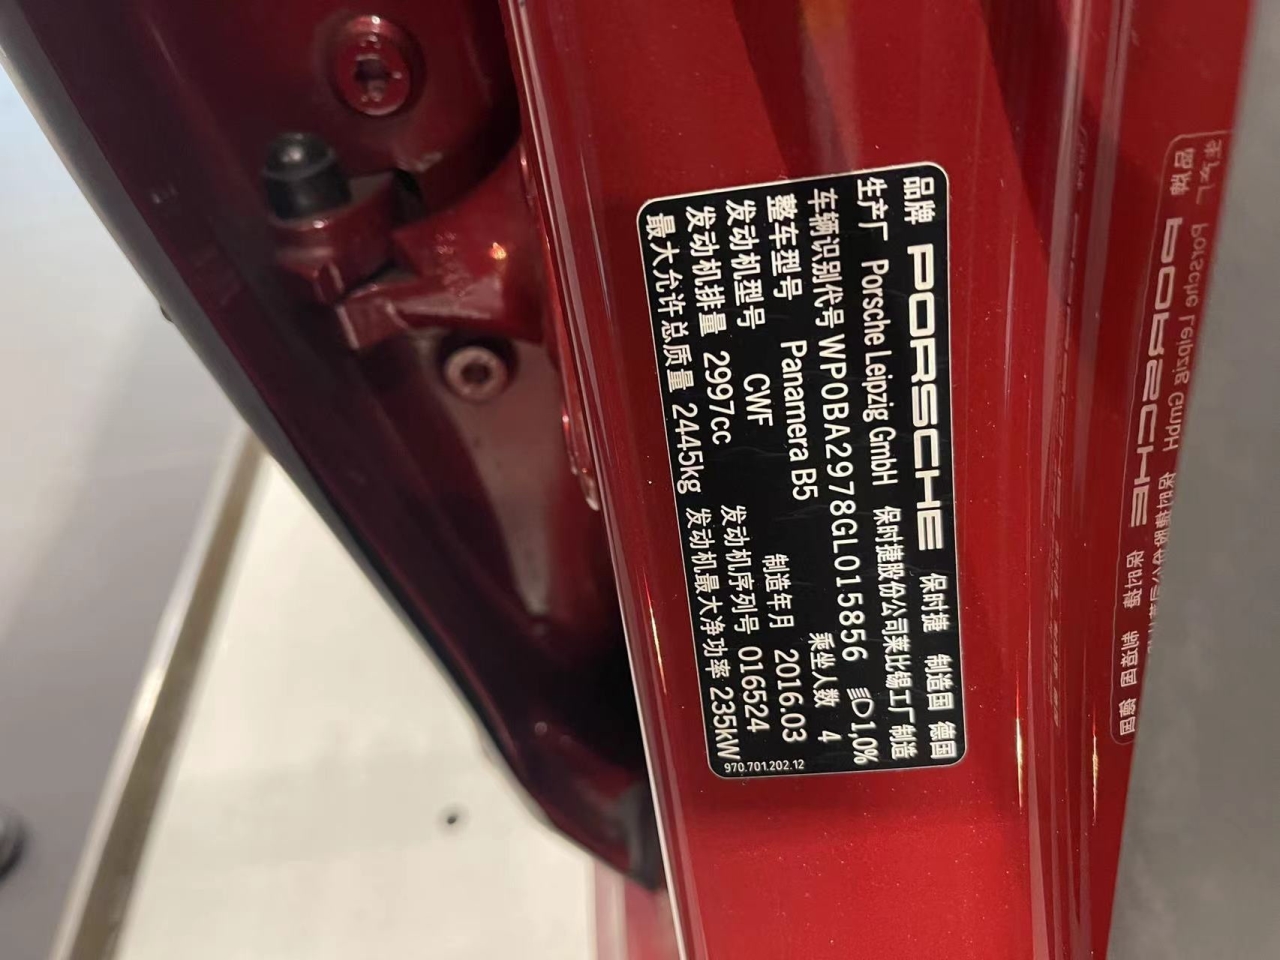 品牌 PORSCHE 保时捷 制造国 德国
生产厂 Porsche Leipzig GmbH 保时捷股份公司莱比锡工厂制造
车辆识别代号 WP0BA2978GL015856 1,0%
整车型号 Panamera B5 乘坐人数 4
发动机型号 CWF 制造年月 2016.03
发动机排量 2997cc 发动机序列号 016524
最大允许总质量 2445kg 发动机最大净功率 235kW
970.701.202.12